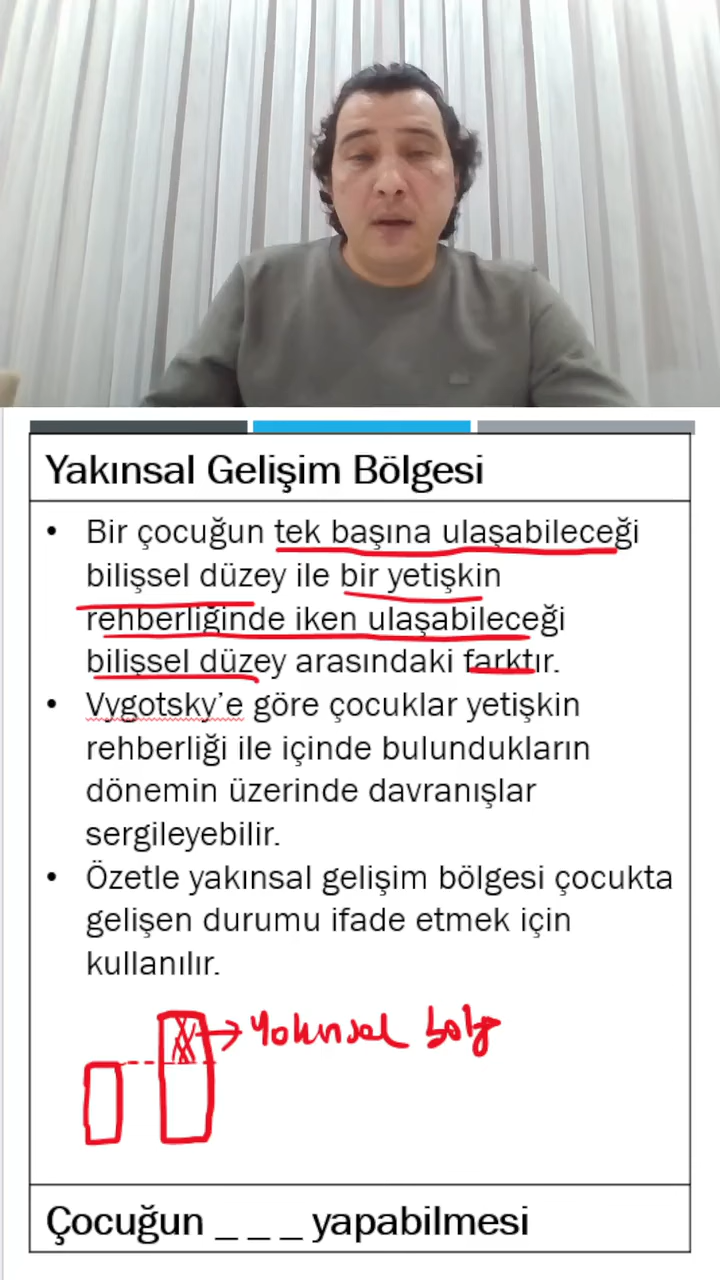 Yakınsal Gelişim Bölgesi
• Bir çocuğun tek başına ulaşabileceği
bilişsel düzey ile bir yetişkin
rehberliğinde iken ulaşabileceği
bilişsel düzey arasındaki farktır.
• Vygotsky’e göre çocuklar yetişkin
rehberliği ile içinde bulundukların
dönemin üzerinde davranışlar
sergileyebilir.
• Özetle yakınsal gelişim bölgesi çocukta
gelişen durumu ifade etmek için
kullanılır.
Yakınsal bölg
Çocuğun _ _ _ yapabilmesi